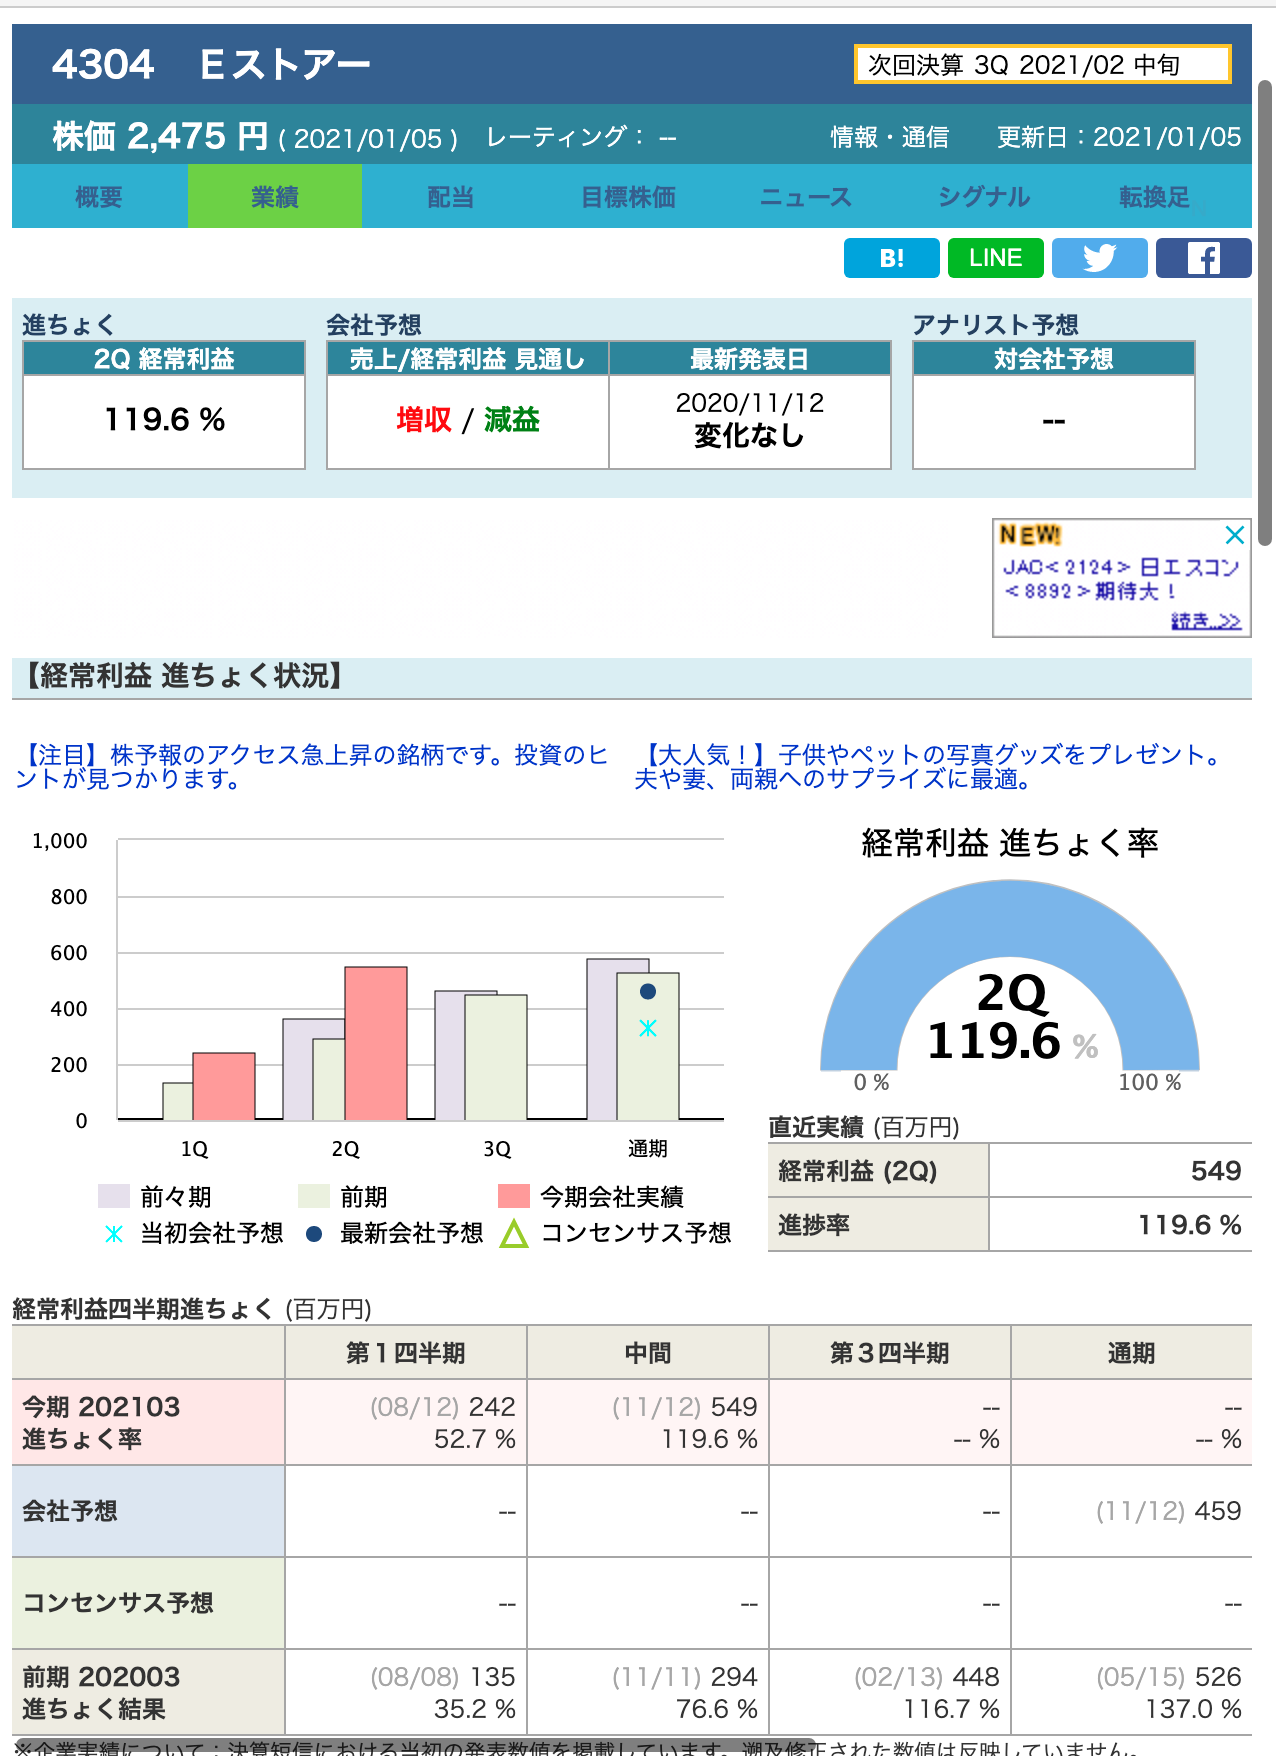 4304　Ｅストアー
次回決算 3Q 2021/02 中旬
株価 2,475 円 ( 2021/01/05 )　レーティング： --　情報・通信　更新日：2021/01/05
概要　業績　配当　目標株価　ニュース　シグナル　転換足
B!　LINE
進ちょく　会社予想　アナリスト予想
2Q 経常利益　売上/経常利益 見通し　最新発表日　対会社予想
119.6 %　増収 / 減益　2020/11/12　--
変化なし
NEW!
JAC<2124> 日エスコン
<8892>期待大！
続き..>>
【経常利益 進ちょく状況】
【注目】株予報のアクセス急上昇の銘柄です。投資のヒ
ントが見つかります。
【大人気！】子供やペットの写真グッズをプレゼント。
夫や妻、両親へのサプライズに最適。
1,000
800
600
400
200
0
1Q　2Q　3Q　通期
前々期　前期　今期会社実績
当初会社予想　最新会社予想　コンセンサス予想
経常利益 進ちょく率
2Q
119.6 %
0 %　100 %
直近実績 (百万円)
経常利益 (2Q)　549
進捗率　119.6 %
経常利益四半期進ちょく (百万円)
第１四半期　中間　第３四半期　通期
今期 202103　(08/12) 242　(11/12) 549　--　--
進ちょく率　52.7 %　119.6 %　-- %　-- %
会社予想　--　--　--　(11/12) 459
コンセンサス予想　--　--　--　--
前期 202003　(08/08) 135　(11/11) 294　(02/13) 448　(05/15) 526
進ちょく結果　35.2 %　76.6 %　116.7 %　137.0 %
※企業実績について：決算短信における当初の発表数値を掲載しています。遡及修正された数値は反映していません。